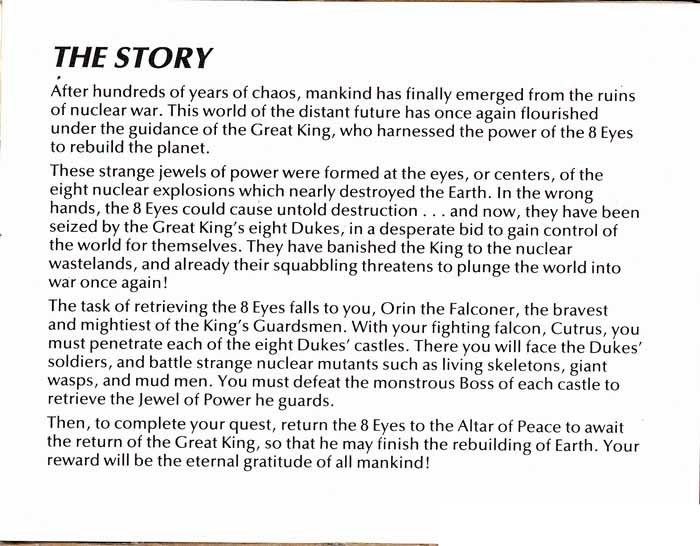 THE STORY
After hundreds of years of chaos, mankind has finally emerged from the ruins
of nuclear war. This world of the distant future has once again flourished
under the guidance of the Great King, who harnessed the power of the 8 Eyes
to rebuild the planet.
These strange jewels of power were formed at the eyes, or centers, of the
eight nuclear explosions which nearly destroyed the Earth. In the wrong
hands, the 8 Eyes could cause untold destruction . . . and now, they have been
seized by the Great King's eight Dukes, in a desperate bid to gain control of
the world for themselves. They have banished the King to the nuclear
wastelands, and already their squabbling threatens to plunge the world into
war once again!
The task of retrieving the 8 Eyes falls to you, Orin the Falconer, the bravest
and mightiest of the King's Guardsmen. With your fighting falcon, Cutrus, you
must penetrate each of the eight Dukes' castles. There you will face the Dukes'
soldiers, and battle strange nuclear mutants such as living skeletons, giant
wasps, and mud men. You must defeat the monstrous Boss of each castle to
retrieve the Jewel of Power he guards.
Then, to complete your quest, return the 8 Eyes to the Altar of Peace to await
the return of the Great King, so that he may finish the rebuilding of Earth. Your
reward will be the eternal gratitude of all mankind!